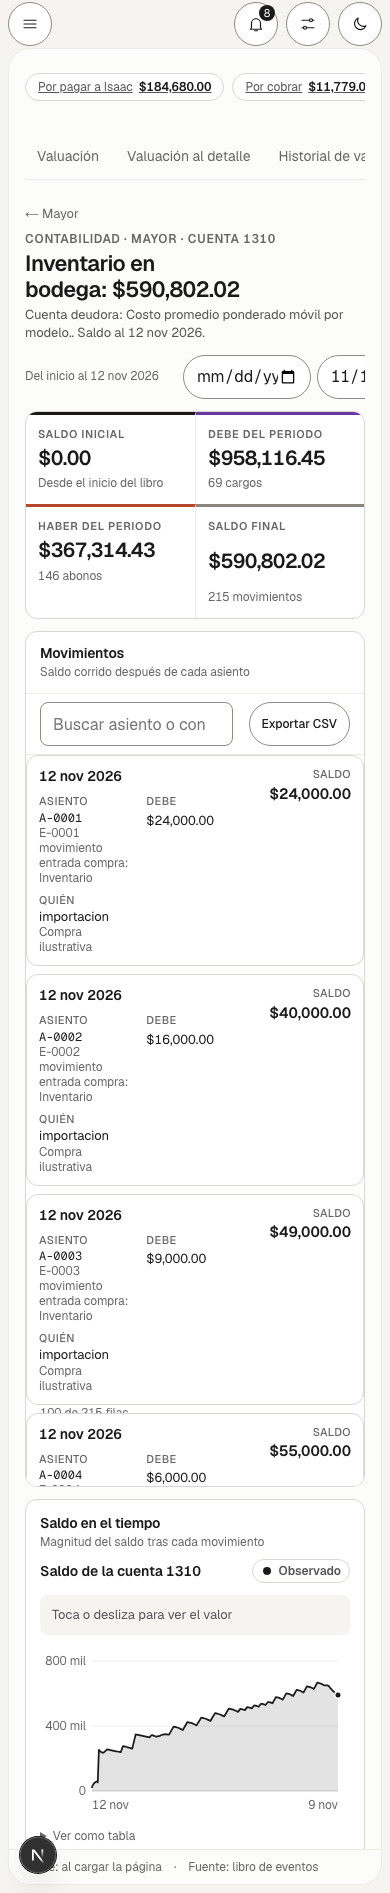 8
Por pagar a Isaac $184,680.00 Por cobrar $11,779.0
Valuación Valuación al detalle Historial de va
← Mayor
CONTABILIDAD · MAYOR · CUENTA 1310
Inventario en
bodega: $590,802.02
Cuenta deudora: Costo promedio ponderado móvil por
modelo.. Saldo al 12 nov 2026.
Del inicio al 12 nov 2026 mm/dd/yy 11/1
SALDO INICIAL
$0.00
Desde el inicio del libro
DEBE DEL PERIODO
$958,116.45
69 cargos
HABER DEL PERIODO
$367,314.43
146 abonos
SALDO FINAL
$590,802.02
215 movimientos
Movimientos
Saldo corrido después de cada asiento
Buscar asiento o con Exportar CSV
12 nov 2026
SALDO
$24,000.00
ASIENTO
A-0001
E-0001
movimiento
entrada compra:
Inventario
DEBE
$24,000.00
QUIÉN
importacion
Compra
ilustrativa
12 nov 2026
SALDO
$40,000.00
ASIENTO
A-0002
E-0002
movimiento
entrada compra:
Inventario
DEBE
$16,000.00
QUIÉN
importacion
Compra
ilustrativa
12 nov 2026
SALDO
$49,000.00
ASIENTO
A-0003
E-0003
movimiento
entrada compra:
Inventario
DEBE
$9,000.00
QUIÉN
importacion
Compra
ilustrativa
100 de 215 filas
12 nov 2026
SALDO
$55,000.00
ASIENTO
A-0004
DEBE
$6,000.00
Saldo en el tiempo
Magnitud del saldo tras cada movimiento
Saldo de la cuenta 1310 Observado
Toca o desliza para ver el valor
800 mil
400 mil
0
12 nov 9 nov
▶ Ver como tabla
N
al cargar la página · Fuente: libro de eventos